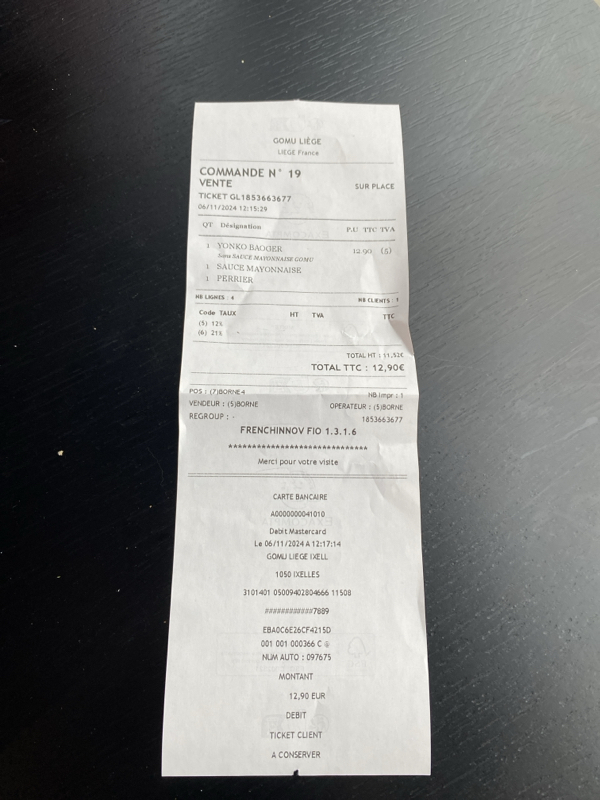 GOMU LIÈGE
LIEGE France
COMMANDE N° 19
VENTE SUR PLACE
TICKET GL1853663677
06/11/2024 12:15:29
QT Désignation P.U TTC TVA
1 YONKO BAOGER 12.90 (5)
Sans SAUCE MAYONNAISE GOMU
1 SAUCE MAYONNAISE
1 PERRIER
NB LIGNES : 4 NB CLIENTS : 1
Code TAUX HT TVA TTC
(5) 12%
(6) 21%
TOTAL HT : 11,52€
TOTAL TTC : 12,90€
POS : (7)BORNE4 NB Impr : 1
VENDEUR : (5)BORNE OPERATEUR : (5)BORNE
REGROUP : - 1853663677
FRENCHINNOV FIO 1.3.1.6
*****************************
Merci pour votre visite
CARTE BANCAIRE
A0000000041010
Debit Mastercard
Le 06/11/2024 A 12:17:14
GOMU LIEGE IXELL
1050 IXELLES
3101401 05009402804666 11508
############7889
EBA0C6E26CF4215D
001 001 000366 C @
NUM AUTO : 097675
MONTANT
12,90 EUR
DEBIT
TICKET CLIENT
A CONSERVER